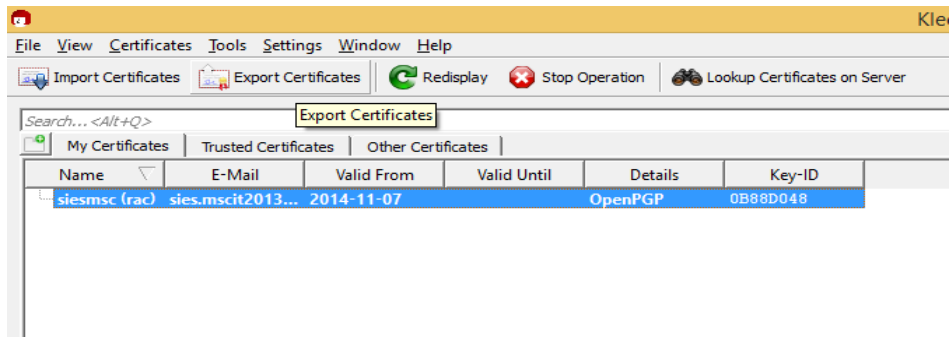 Klee
File View Certificates Tools Settings Window Help
Import Certificates Export Certificates Redisplay Stop Operation Lookup Certificates on Server
Export Certificates
Search...<Alt+Q>
My Certificates Trusted Certificates Other Certificates
Name E-Mail Valid From Valid Until Details Key-ID
siesmsc (rac) sies.mscit2013... 2014-11-07 OpenPGP 0B88D048